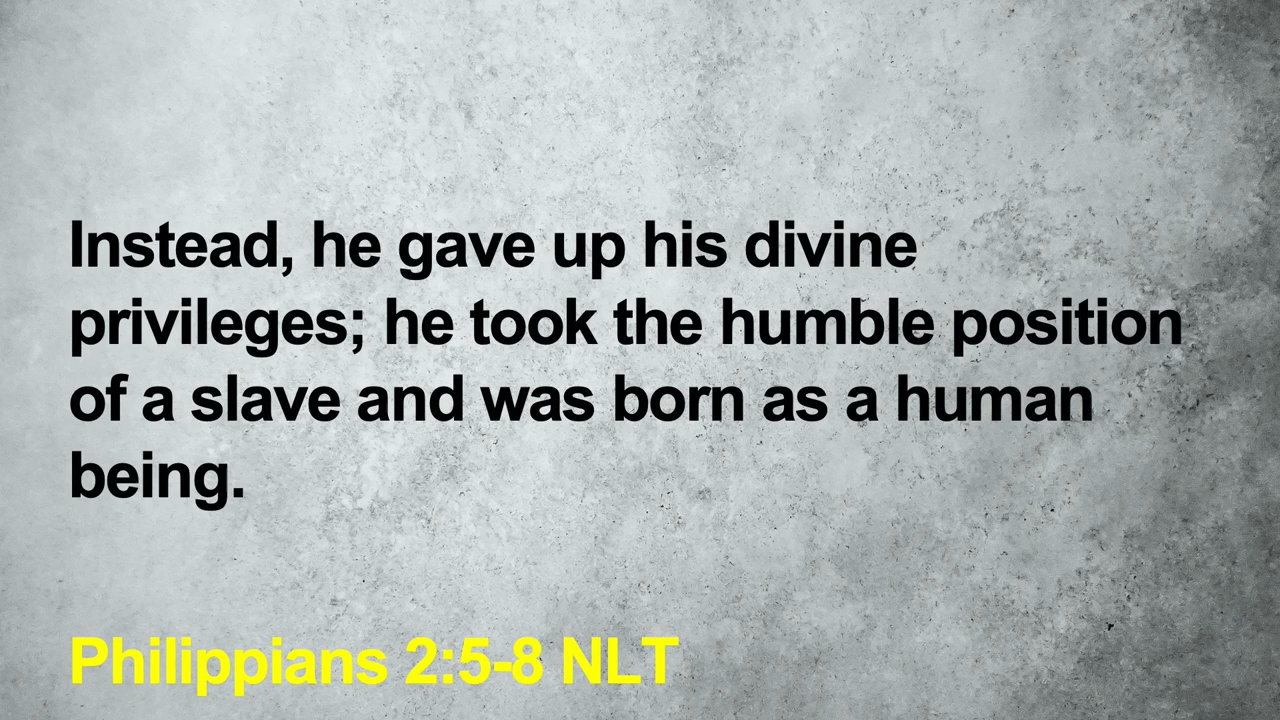 Instead, he gave up his divine
privileges; he took the humble position
of a slave and was born as a human
being.
Philippians 2:5-8 NLT